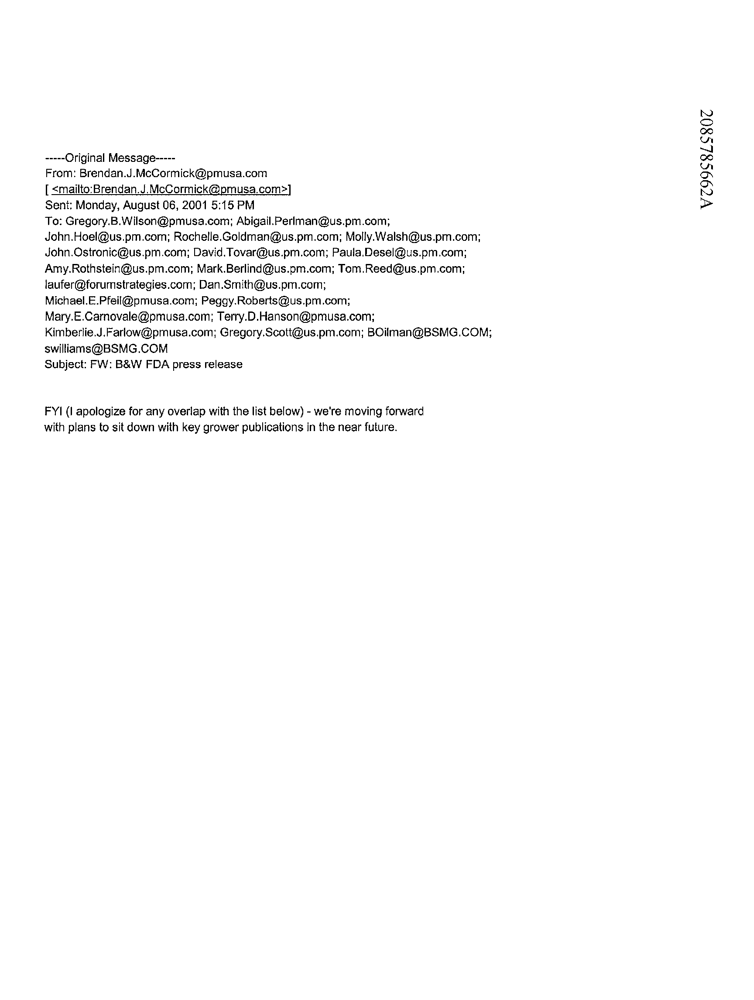 2085785662A
-----Original Message-----
From: Brendan.J.McCormick@pmusa.com
[ <mailto:Brendan.J.McCormick@pmusa.com>]
Sent: Monday, August 06, 2001 5:15 PM
To: Gregory.B.Wilson@pmusa.com; Abigail.Perlman@us.pm.com;
John.Hoel@us.pm.com; Rochelle.Goldman@us.pm.com; Molly.Walsh@us.pm.com;
John.Ostronic@us.pm.com; David.Tovar@us.pm.com; Paula.Desel@us.pm.com;
Amy.Rothstein@us.pm.com; Mark.Berlind@us.pm.com; Tom.Reed@us.pm.com;
laufer@forumstrategies.com; Dan.Smith@us.pm.com;
Michael.E.Pfeil@pmusa.com; Peggy.Roberts@us.pm.com;
Mary.E.Carnovale@pmusa.com; Terry.D.Hanson@pmusa.com;
Kimberlie.J.Farlow@pmusa.com; Gregory.Scott@us.pm.com; BOilman@BSMG.COM;
swilliams@BSMG.COM
Subject: FW: B&W FDA press release
FYI (I apologize for any overlap with the list below) - we're moving forward
with plans to sit down with key grower publications in the near future.